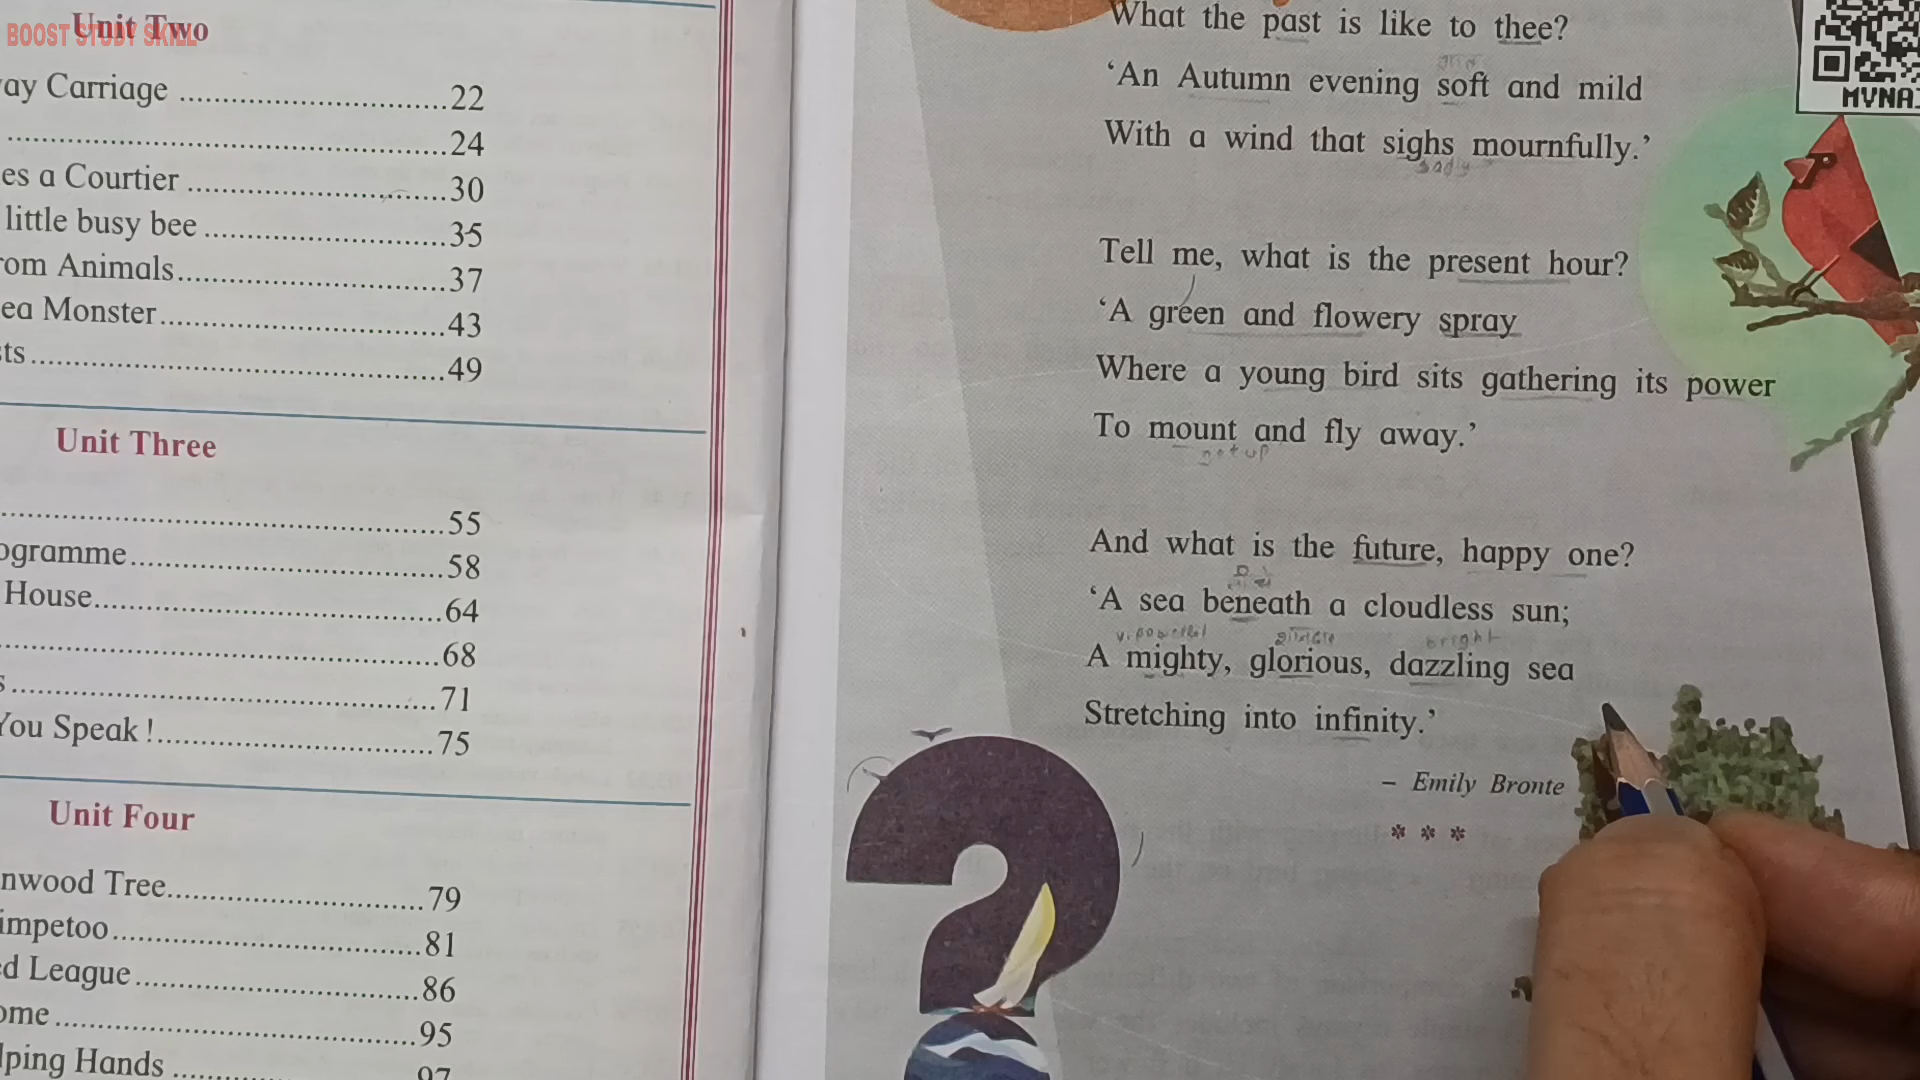 BOOST STUDY SKILL
Unit Two
ay Carriage ..............................22
..............................24
es a Courtier ..............................30
little busy bee ..............................35
om Animals..............................37
ea Monster..............................43
ts..............................49
Unit Three
..............................55
ogramme..............................58
House..............................64
..............................68
s..............................71
You Speak !..............................75
Unit Four
nwood Tree..............................79
impetoo..............................81
d League..............................86
ome..............................95
lping Hands ..............................97
What the past is like to thee?
‘An Autumn evening soft and mild
With a wind that sighs mournfully.’
sadly
Tell me, what is the present hour?
‘A green and flowery spray
Where a young bird sits gathering its power
To mount and fly away.’
get up
And what is the future, happy one?
‘A sea beneath a cloudless sun;
v. powerful
bright
A mighty, glorious, dazzling sea
Stretching into infinity.’
– Emily Bronte
* * *
?